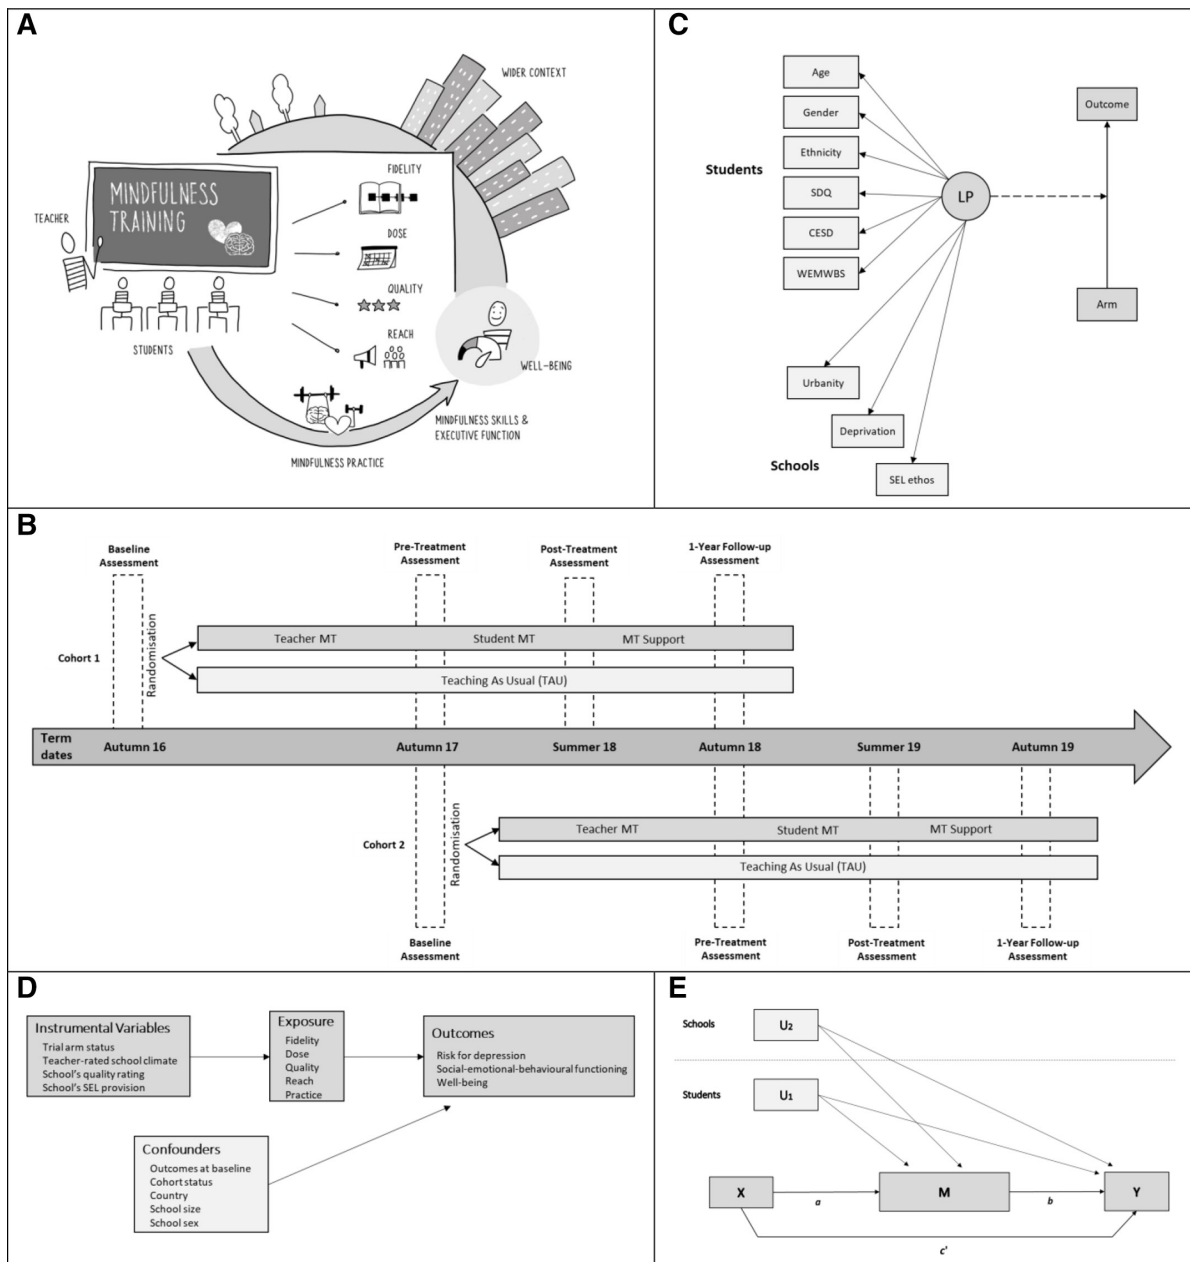 A
WIDER CONTEXT
FIDELITY
MINDFULNESS
TRAINING
TEACHER
DOSE
QUALITY
REACH
STUDENTS
WELL-BEING
MINDFULNESS SKILLS &
EXECUTIVE FUNCTION
MINDFULNESS PRACTICE
C
Age
Gender
Ethnicity
Students
SDQ
CESD
WEMWBS
LP
Outcome
Arm
Urbanity
Deprivation
Schools
SEL ethos
B
Baseline
Assessment
Pre-Treatment
Assessment
Post-Treatment
Assessment
1-Year Follow-up
Assessment
Cohort 1
Randomisation
Teacher MT
Student MT
MT Support
Teaching As Usual (TAU)
Term
dates
Autumn 16
Autumn 17
Summer 18
Autumn 18
Summer 19
Autumn 19
Cohort 2
Randomisation
Teacher MT
Student MT
MT Support
Teaching As Usual (TAU)
Baseline
Assessment
Pre-Treatment
Assessment
Post-Treatment
Assessment
1-Year Follow-up
Assessment
D
Instrumental Variables
Trial arm status
Teacher-rated school climate
School's quality rating
School's SEL provision
Exposure
Fidelity
Dose
Quality
Reach
Practice
Outcomes
Risk for depression
Social-emotional-behavioural functioning
Well-being
Confounders
Outcomes at baseline
Cohort status
Country
School size
School sex
E
Schools
U2
Students
U1
X
a
M
b
Y
c'